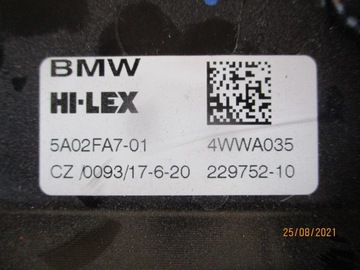 BMW
HI-LEX
5A02FA7-01 4WWA035
CZ /0093/17-6-20 229752-10
25/08/2021